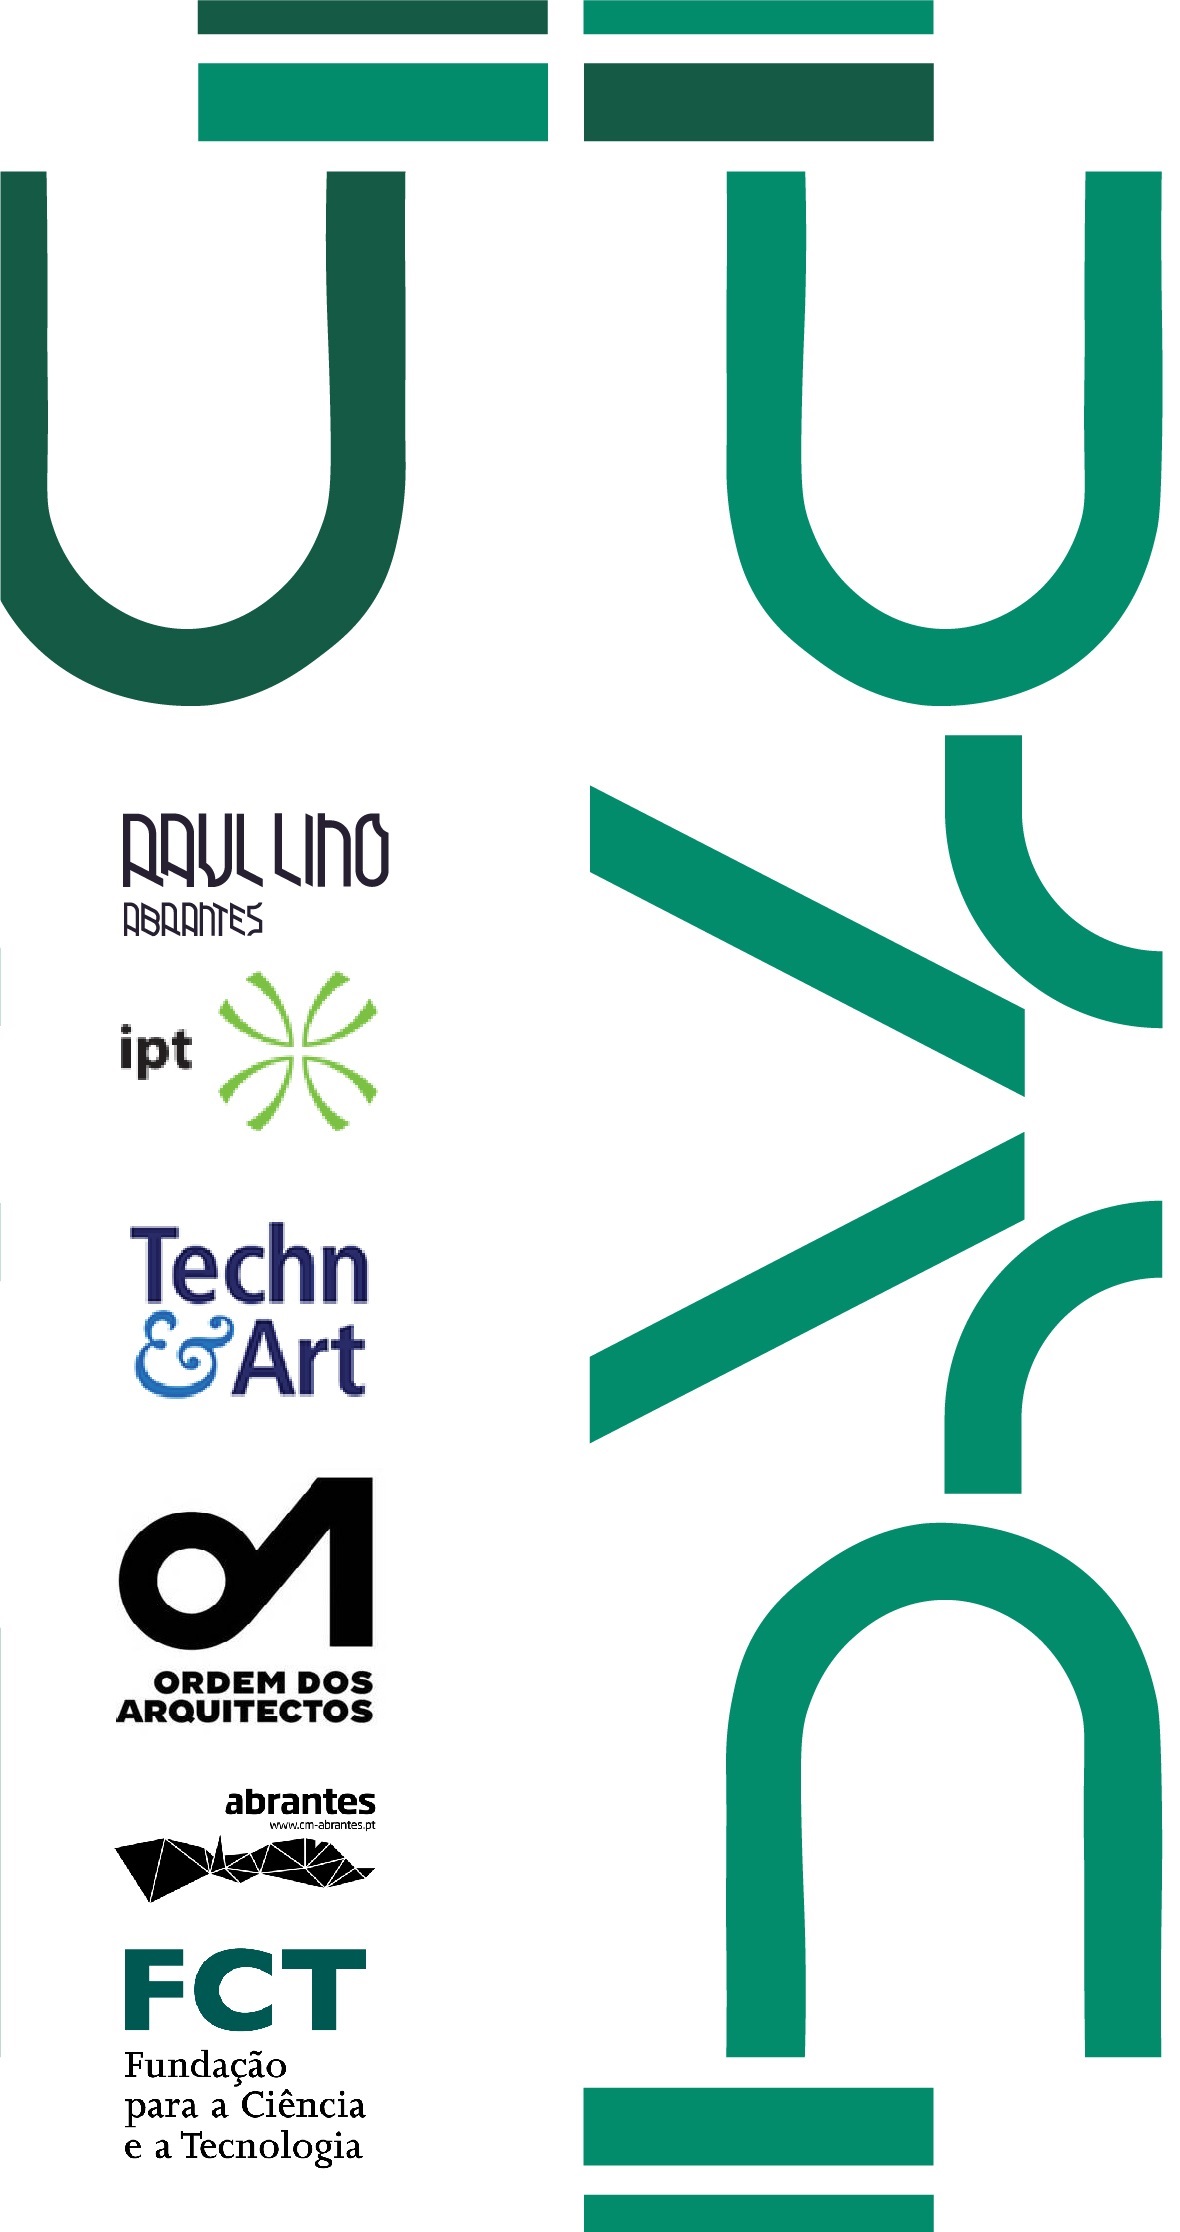 RAUL LINO
ABRANTES
ipt
Techn
&Art
OA
ORDEM DOS
ARQUITECTOS
abrantes
www.cm-abrantes.pt
FCT
Fundação
para a Ciência
e a Tecnologia